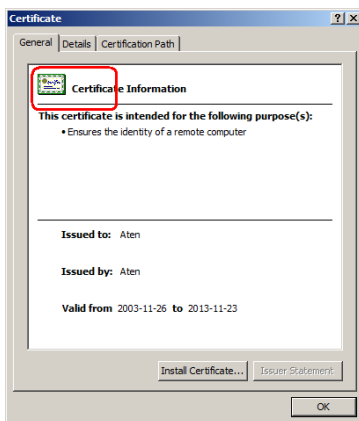 Certificate
General Details Certification Path
Certificate Information
This certificate is intended for the following purpose(s):
• Ensures the identity of a remote computer
Issued to: Aten
Issued by: Aten
Valid from 2003-11-26 to 2013-11-23
Install Certificate... Issuer Statement
OK